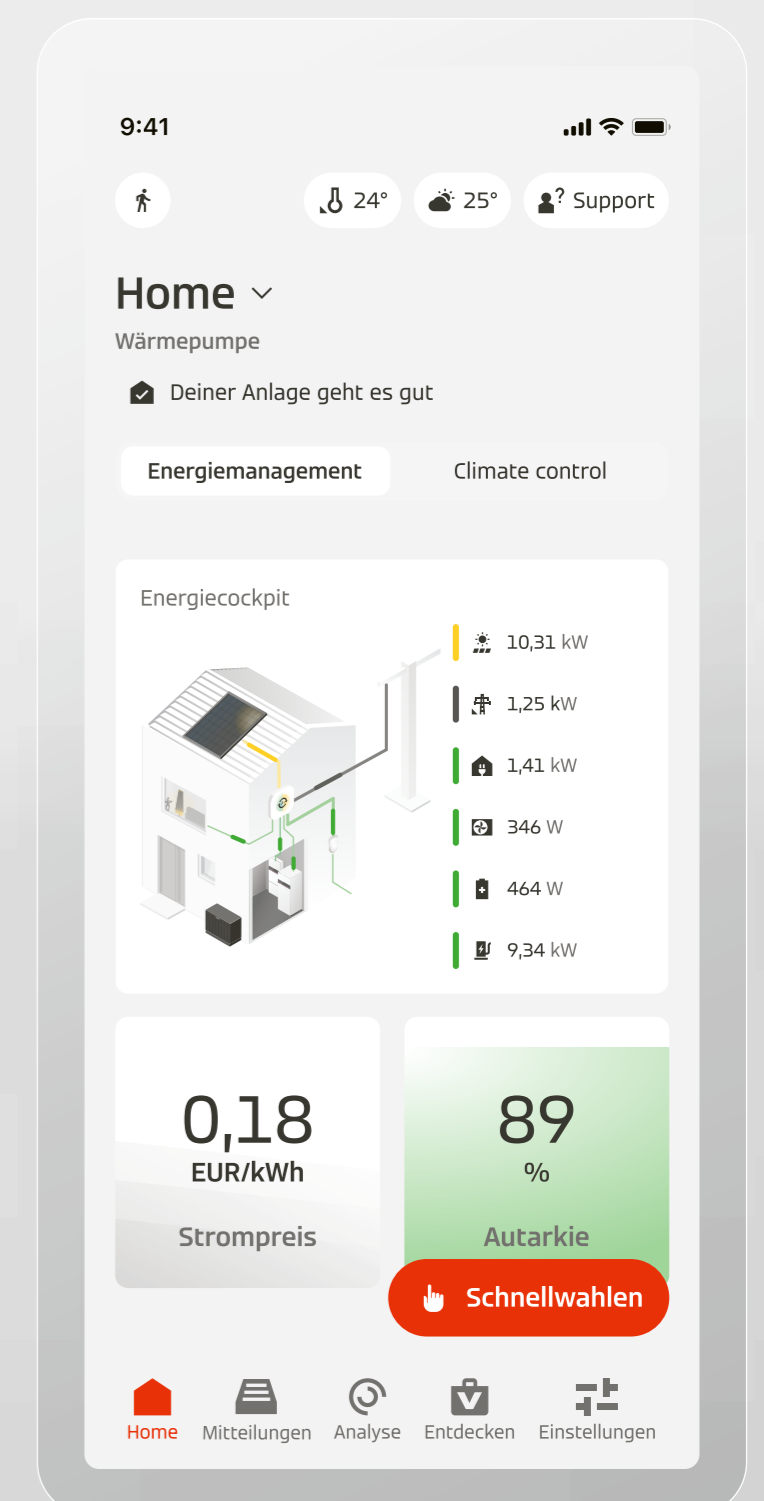 9:41
24°
25°
? Support
Home
Wärmepumpe
Deiner Anlage geht es gut
Energiemanagement
Climate control
Energiecockpit
10,31 kW
1,25 kW
1,41 kW
346 W
464 W
9,34 kW
0,18
EUR/kWh
Strompreis
89
%
Autarkie
Schnellwahlen
Home
Mitteilungen
Analyse
Entdecken
Einstellungen